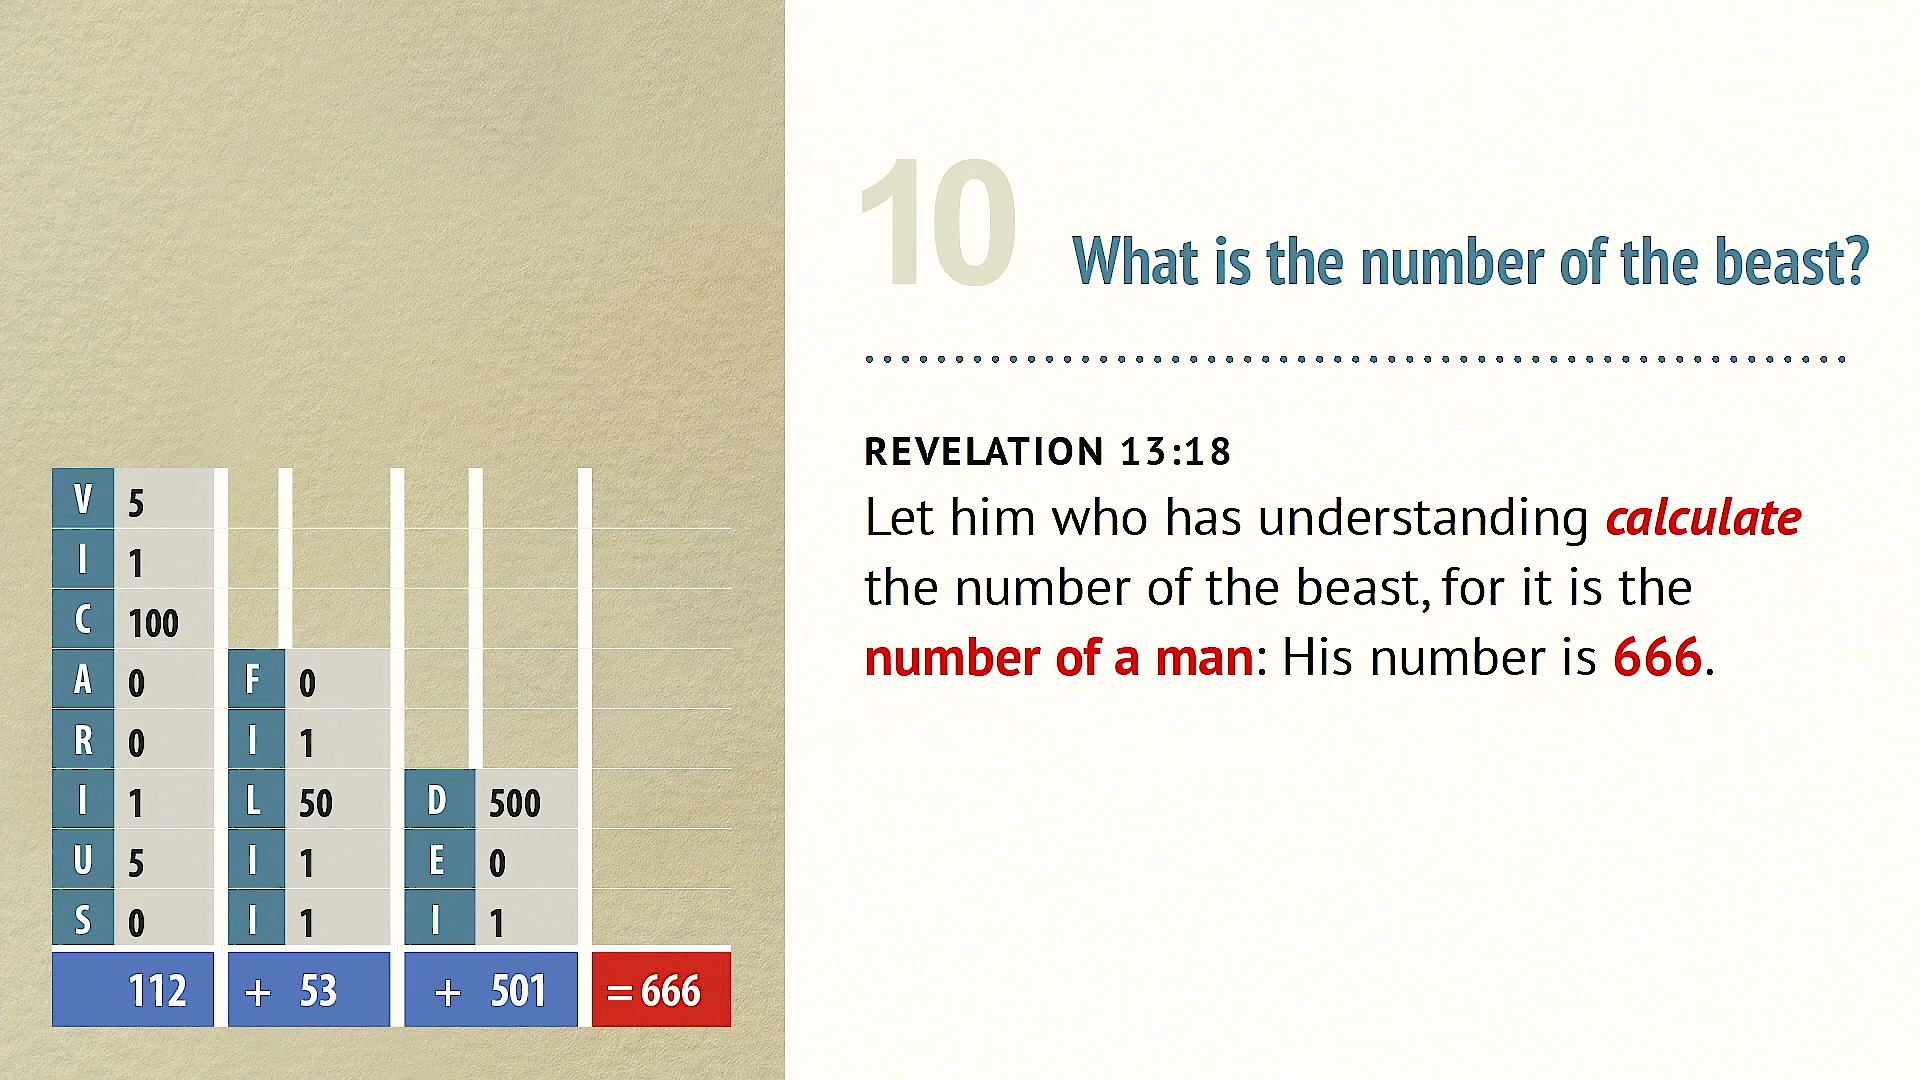 V 5
I 1
C 100
A 0 F 0
R 0 I 1
I 1 L 50 D 500
U 5 I 1 E 0
S 0 I 1 I 1
112 + 53 + 501 = 666
10 What is the number of the beast?
REVELATION 13:18
Let him who has understanding calculate
the number of the beast, for it is the
number of a man: His number is 666.